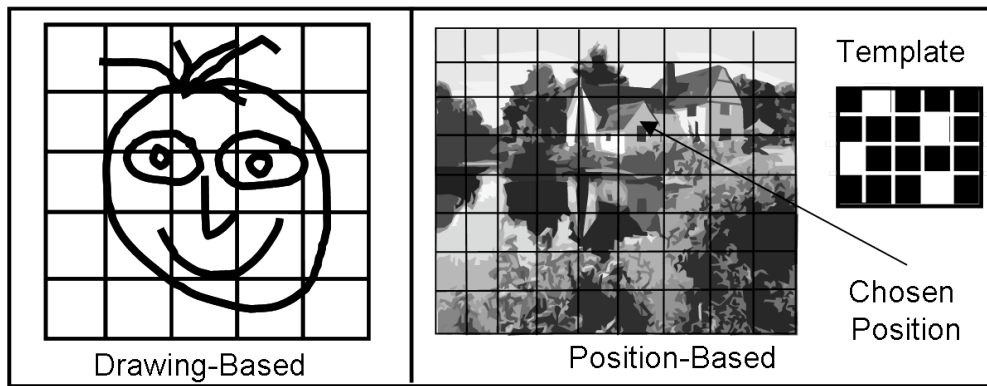 Template
Chosen
Position
Drawing-Based
Position-Based